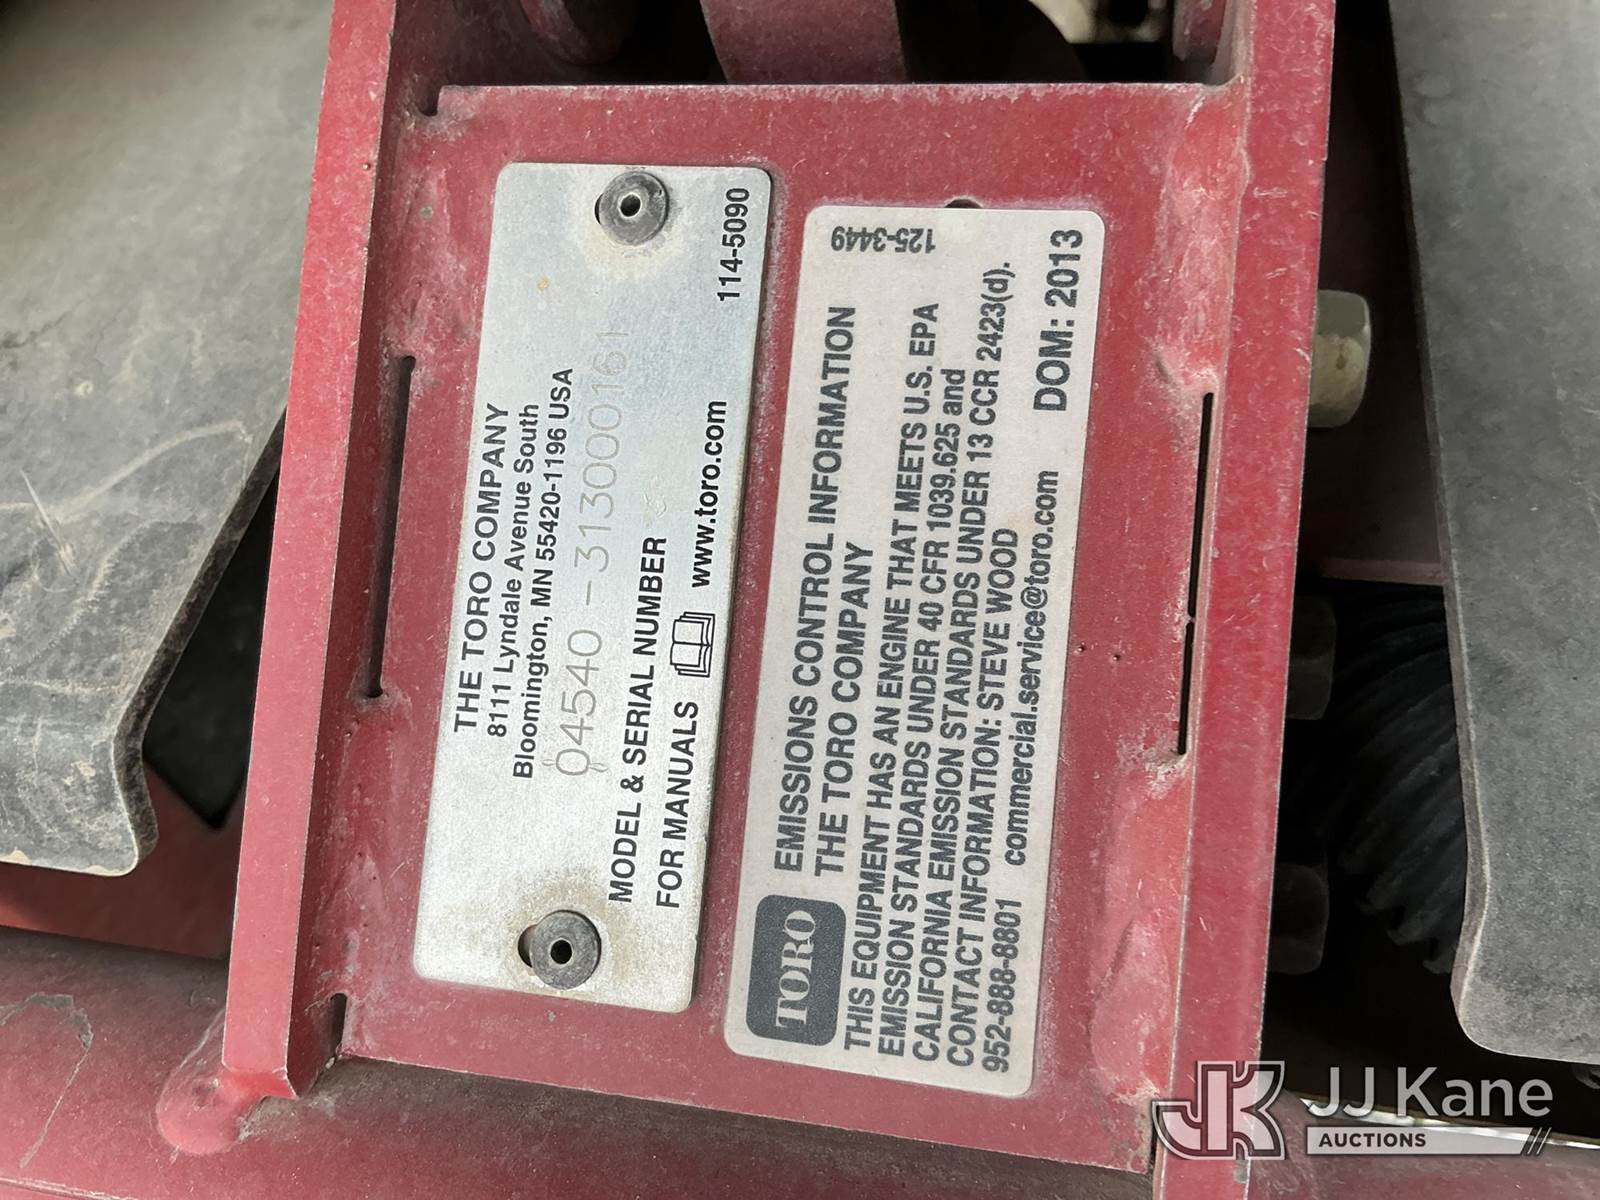 THE TORO COMPANY
8111 Lyndale Avenue South
Bloomington, MN 55420-1196 USA
04540-313000161
MODEL & SERIAL NUMBER
FOR MANUALS www.toro.com 114-5090
125-3449
TORO
EMISSIONS CONTROL INFORMATION
THE TORO COMPANY
THIS EQUIPMENT HAS AN ENGINE THAT MEETS U.S. EPA
EMISSION STANDARDS UNDER 40 CFR 1039.625 and
CALIFORNIA EMISSION STANDARDS UNDER 13 CCR 2423(d).
CONTACT INFORMATION: STEVE WOOD
952-888-8801 commercial.service@toro.com DOM: 2013
JK JJ Kane
AUCTIONS